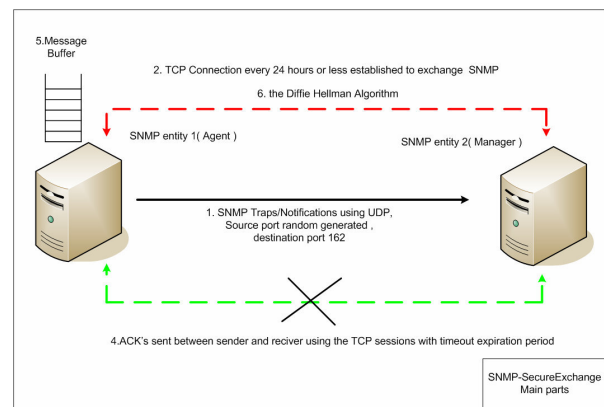 5.Message
Buffer
2. TCP Connection every 24 hours or less established to exchange SNMP
6. the Diffie Hellman Algorithm
SNMP entity 1( Agent )
SNMP entity 2( Manager )
1. SNMP Traps/Notifications using UDP,
Source port random generated ,
destination port 162
4.ACK's sent between sender and reciver using the TCP sessions with timeout expiration period
SNMP-SecureExchange
Main parts